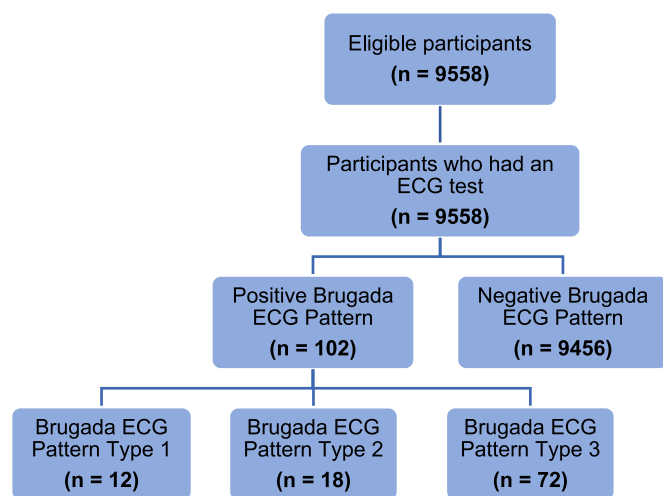 Eligible participants
(n = 9558)
Participants who had an
ECG test
(n = 9558)
Positive Brugada
ECG Pattern
(n = 102)
Negative Brugada
ECG Pattern
(n = 9456)
Brugada ECG
Pattern Type 1
(n = 12)
Brugada ECG
Pattern Type 2
(n = 18)
Brugada ECG
Pattern Type 3
(n = 72)